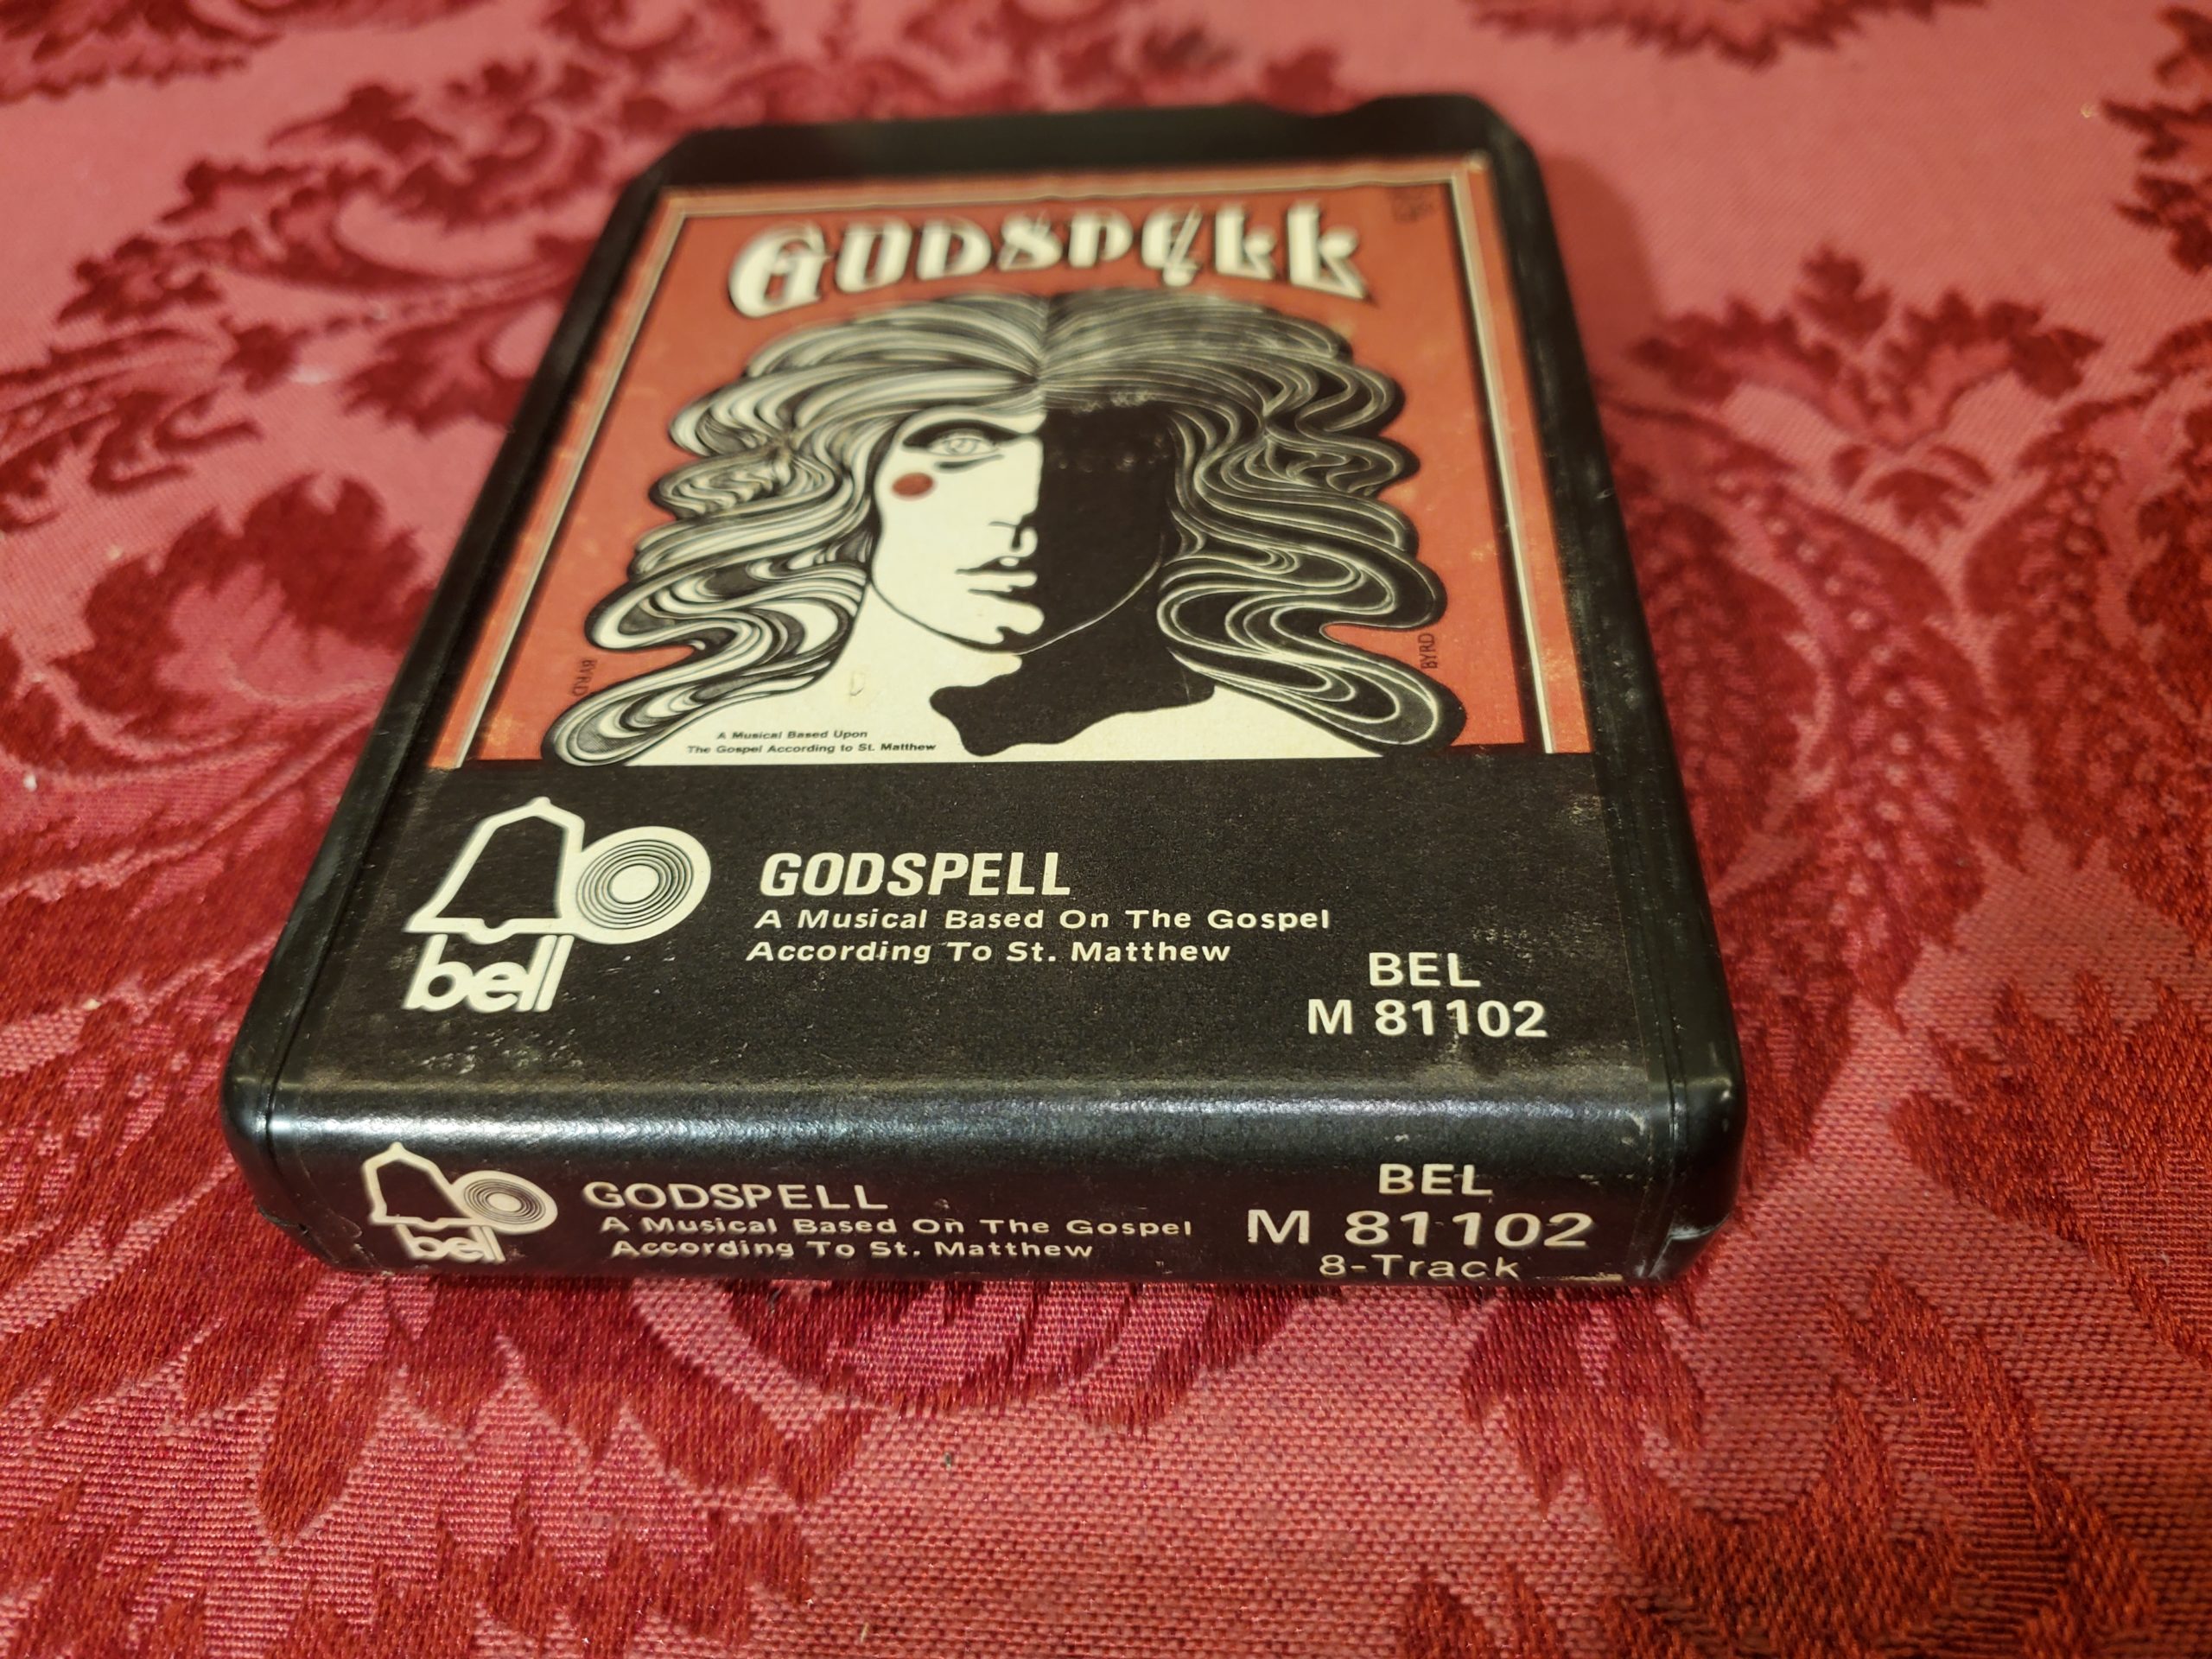 GODSPELL
BYRD
BYRD
A Musical Based Upon
The Gospel According to St. Matthew
bell
GODSPELL
A Musical Based On The Gospel
According To St. Matthew
BEL
M 81102
bell
GODSPELL
A Musical Based On The Gospel
According To St. Matthew
BEL
M 81102
8-Track